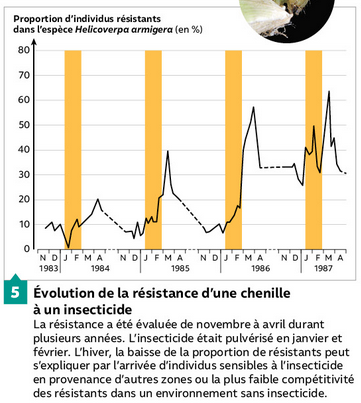 Proportion d'individus résistants
dans l'espèce Helicoverpa armigera (en %)
80
70
60
50
40
30
20
10
0
N D J F M A N D J F M A N D J F M A N D J F M A
1983 1984 1985 1986 1987
5 Évolution de la résistance d'une chenille
à un insecticide
La résistance a été évaluée de novembre à avril durant
plusieurs années. L'insecticide était pulvérisé en janvier et
février. L'hiver, la baisse de la proportion de résistants peut
s'expliquer par l'arrivée d'individus sensibles à l'insecticide
en provenance d'autres zones ou la plus faible compétitivité
des résistants dans un environnement sans insecticide.